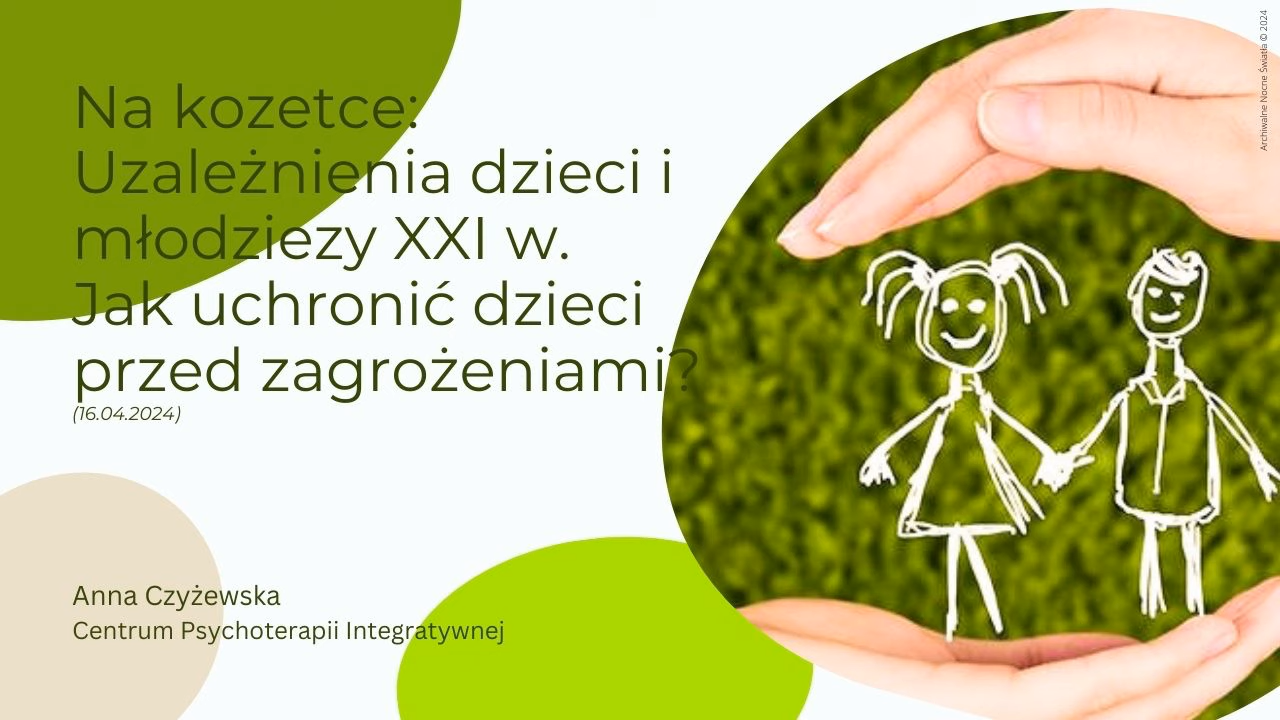 Na kozetce:
Uzależnienia dzieci i
młodziezy XXI w.
Jak uchronić dzieci
przed zagrożeniami?
(16.04.2024)
Anna Czyżewska
Centrum Psychoterapii Integratywnej
Archiwalne Nocne Światła © 2024